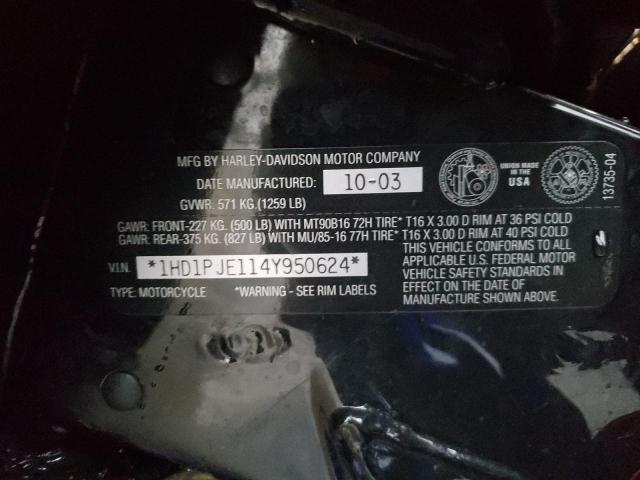 MFG BY HARLEY-DAVIDSON MOTOR COMPANY
DATE MANUFACTURED: 10-03
GVWR: 571 KG. (1259 LB)
UNION MADE IN THE USA
13735-04
GAWR: FRONT-227 KG. (500 LB) WITH MT90B16 72H TIRE* T16 X 3.00 D RIM AT 36 PSI COLD
GAWR: REAR-375 KG. (827 LB) WITH MU/85-16 77H TIRE* T16 X 3.00 D RIM AT 40 PSI COLD
V.I.N. *1HD1PJE114Y950624*
THIS VEHICLE CONFORMS TO ALL
APPLICABLE U.S. FEDERAL MOTOR
VEHICLE SAFETY STANDARDS IN
EFFECT ON THE DATE OF
MANUFACTURE SHOWN ABOVE.
TYPE: MOTORCYCLE *WARNING - SEE RIM LABELS